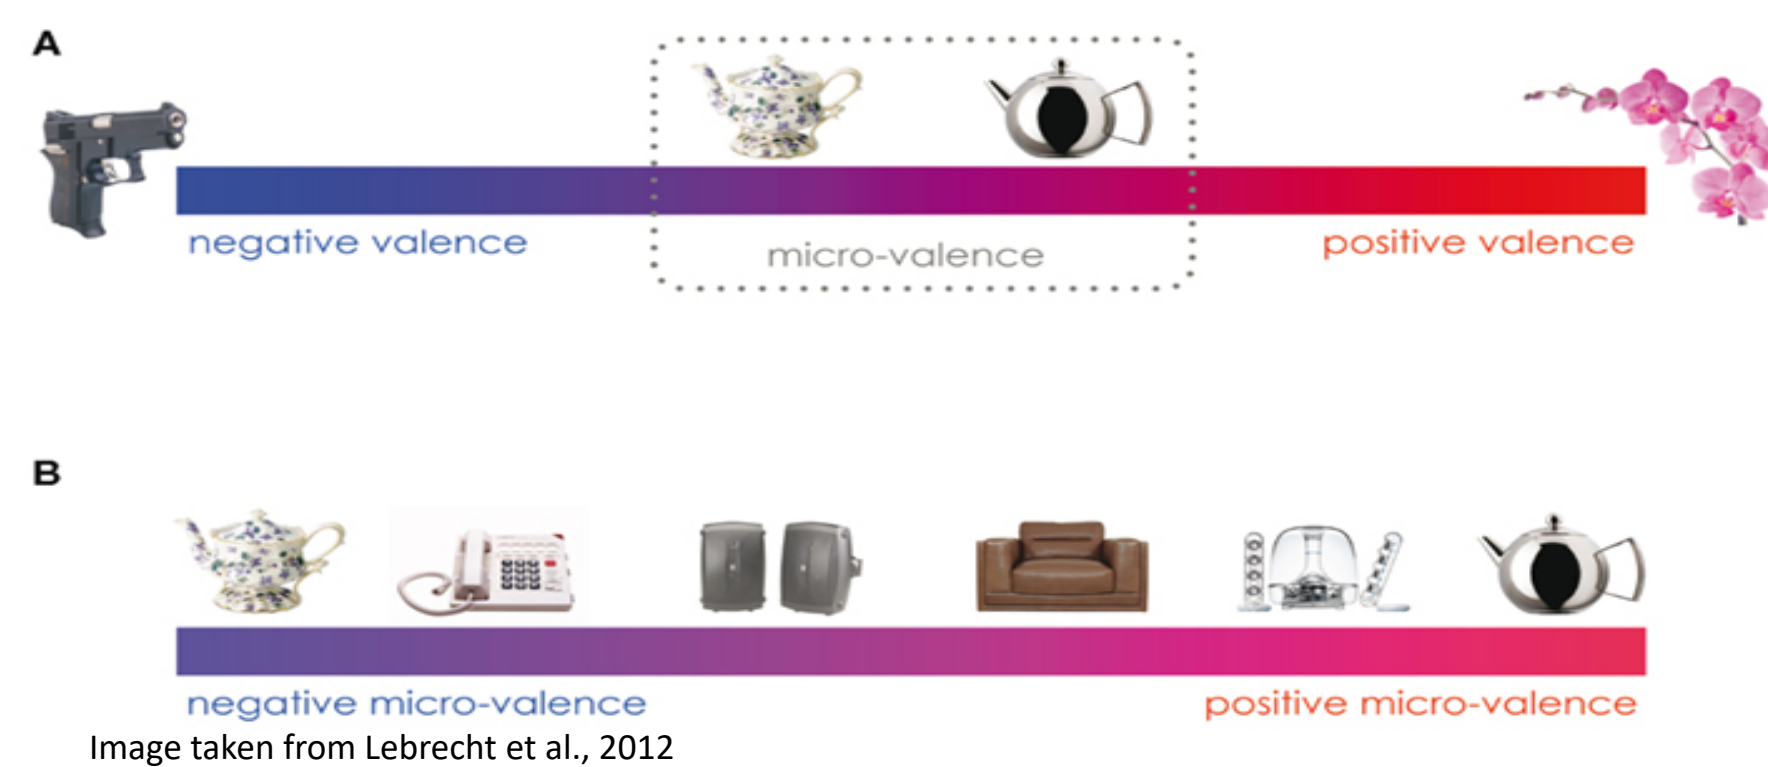 A
negative valence
micro-valence
positive valence
B
negative micro-valence
positive micro-valence
Image taken from Lebrecht et al., 2012